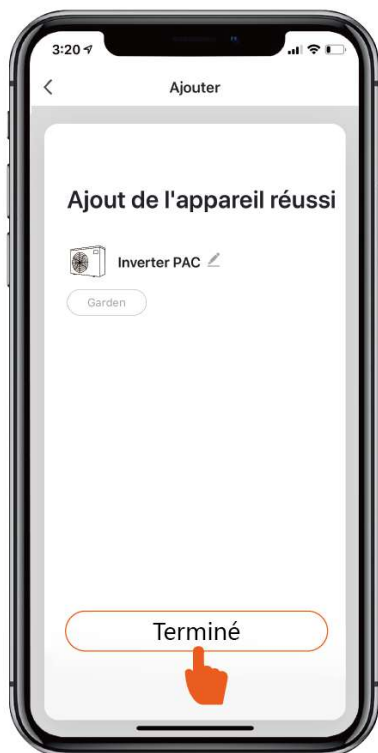 3:20
Ajouter
Ajout de l'appareil réussi
Inverter PAC
Garden
Terminé